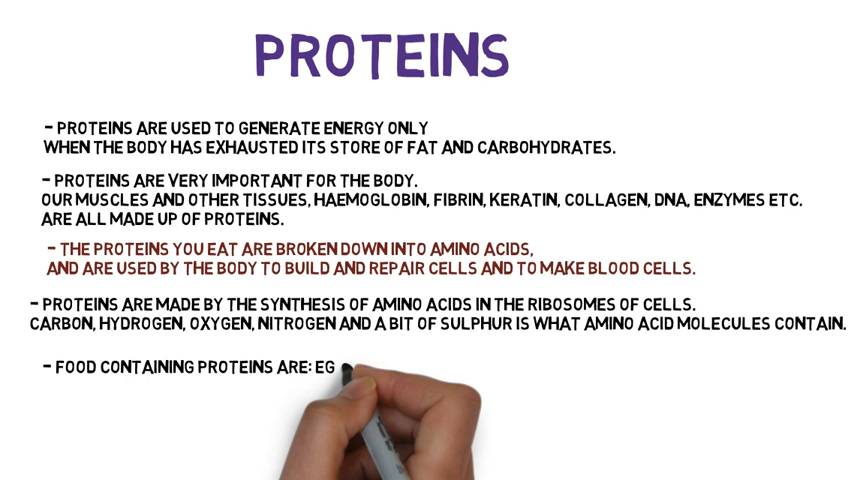 PROTEINS
- PROTEINS ARE USED TO GENERATE ENERGY ONLY
WHEN THE BODY HAS EXHAUSTED ITS STORE OF FAT AND CARBOHYDRATES.
- PROTEINS ARE VERY IMPORTANT FOR THE BODY.
OUR MUSCLES AND OTHER TISSUES, HAEMOGLOBIN, FIBRIN, KERATIN, COLLAGEN, DNA, ENZYMES ETC.
ARE ALL MADE UP OF PROTEINS.
- THE PROTEINS YOU EAT ARE BROKEN DOWN INTO AMINO ACIDS,
AND ARE USED BY THE BODY TO BUILD AND REPAIR CELLS AND TO MAKE BLOOD CELLS.
- PROTEINS ARE MADE BY THE SYNTHESIS OF AMINO ACIDS IN THE RIBOSOMES OF CELLS.
CARBON, HYDROGEN, OXYGEN, NITROGEN AND A BIT OF SULPHUR IS WHAT AMINO ACID MOLECULES CONTAIN.
- FOOD CONTAINING PROTEINS ARE: EG